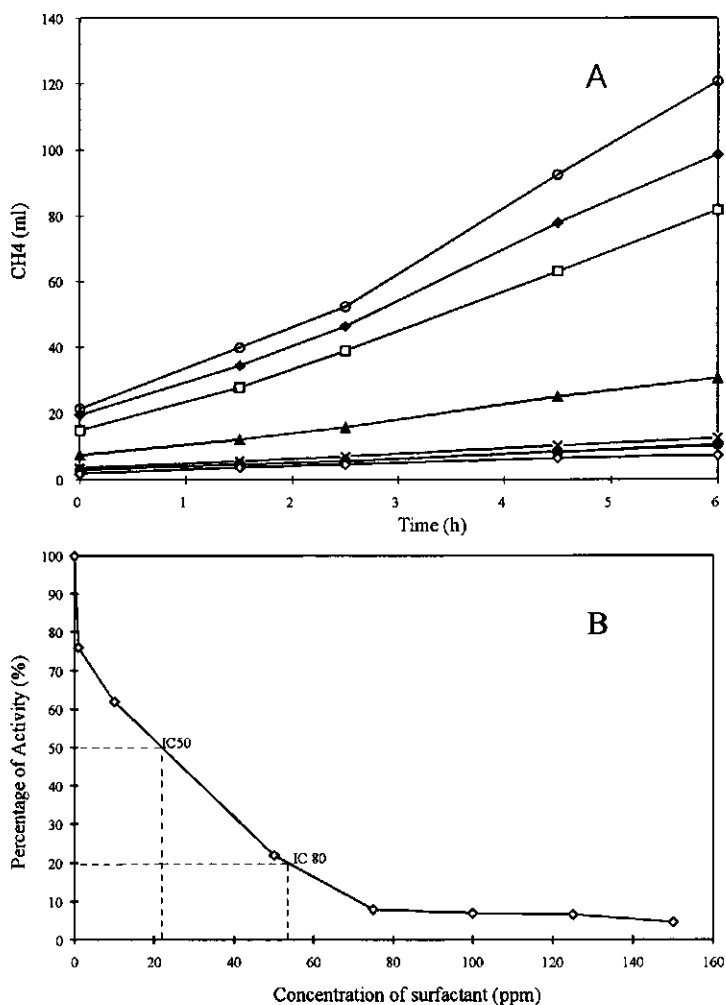 140
120
100
80
60
40
20
0
CH4 (ml)
A
0 1 2 3 4 5 6
Time (h)
100
90
80
70
60
50
40
30
20
10
0
Percentage of Activity (%)
B
IC50
IC 80
0 20 40 60 80 100 120 140 160
Concentration of surfactant (ppm)